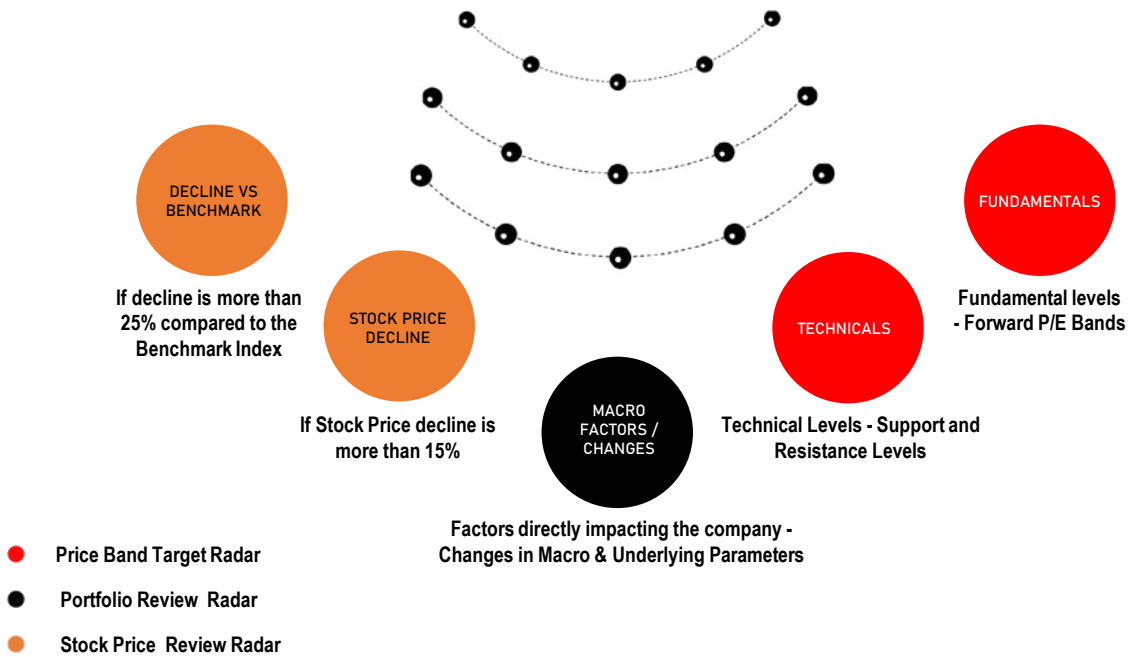 DECLINE VS
BENCHMARK
If decline is more than
25% compared to the
Benchmark Index
STOCK PRICE
DECLINE
If Stock Price decline is
more than 15%
MACRO
FACTORS /
CHANGES
Factors directly impacting the company -
Changes in Macro & Underlying Parameters
TECHNICALS
Technical Levels - Support and
Resistance Levels
FUNDAMENTALS
Fundamental levels
- Forward P/E Bands
Price Band Target Radar
Portfolio Review Radar
Stock Price Review Radar